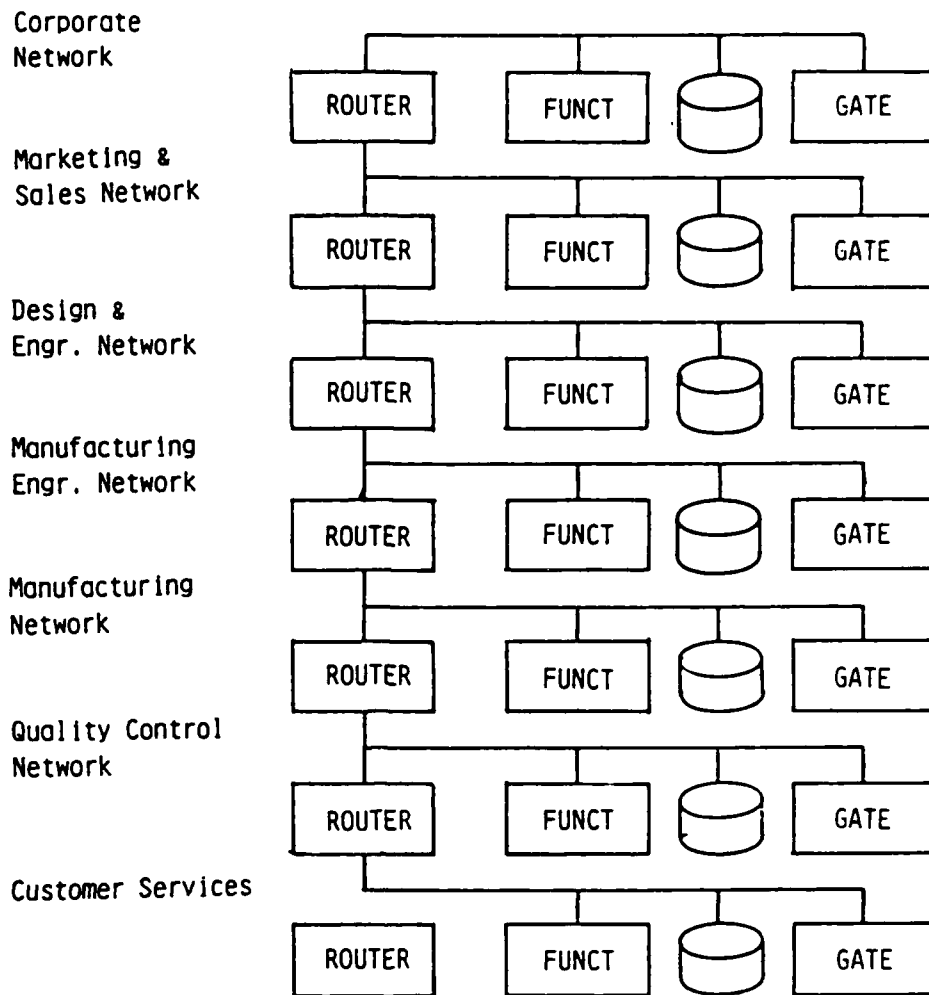 Corporate
Network
ROUTER FUNCT GATE
Marketing &
Sales Network
ROUTER FUNCT GATE
Design &
Engr. Network
ROUTER FUNCT GATE
Manufacturing
Engr. Network
ROUTER FUNCT GATE
Manufacturing
Network
ROUTER FUNCT GATE
Quality Control
Network
ROUTER FUNCT GATE
Customer Services
ROUTER FUNCT GATE